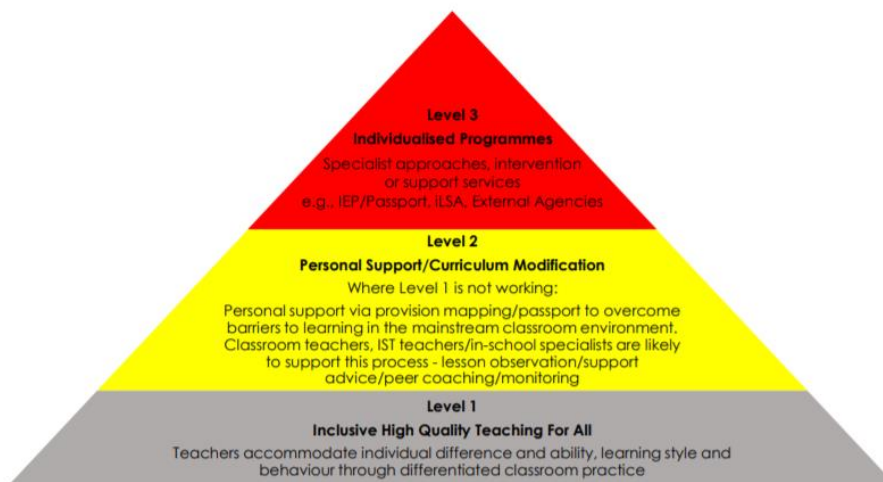 Level 3
Individualised Programmes
Specialist approaches, intervention
or support services
e.g., IEP/Passport, iLSA, External Agencies
Level 2
Personal Support/Curriculum Modification
Where Level 1 is not working:
Personal support via provision mapping/passport to overcome
barriers to learning in the mainstream classroom environment.
Classroom teachers, IST teachers/in-school specialists are likely
to support this process - lesson observation/support
advice/peer coaching/monitoring
Level 1
Inclusive High Quality Teaching For All
Teachers accommodate individual difference and ability, learning style and
behaviour through differentiated classroom practice